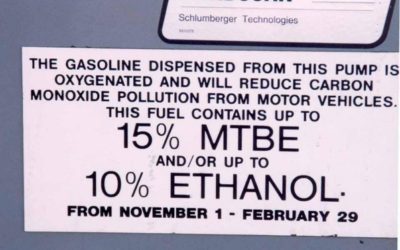 Schlumberger Technologies
THE GASOLINE DISPENSED FROM THIS PUMP IS
OXYGENATED AND WILL REDUCE CARBON
MONOXIDE POLLUTION FROM MOTOR VEHICLES.
THIS FUEL CONTAINS UP TO
15% MTBE
AND/OR UP TO
10% ETHANOL.
FROM NOVEMBER 1 - FEBRUARY 29